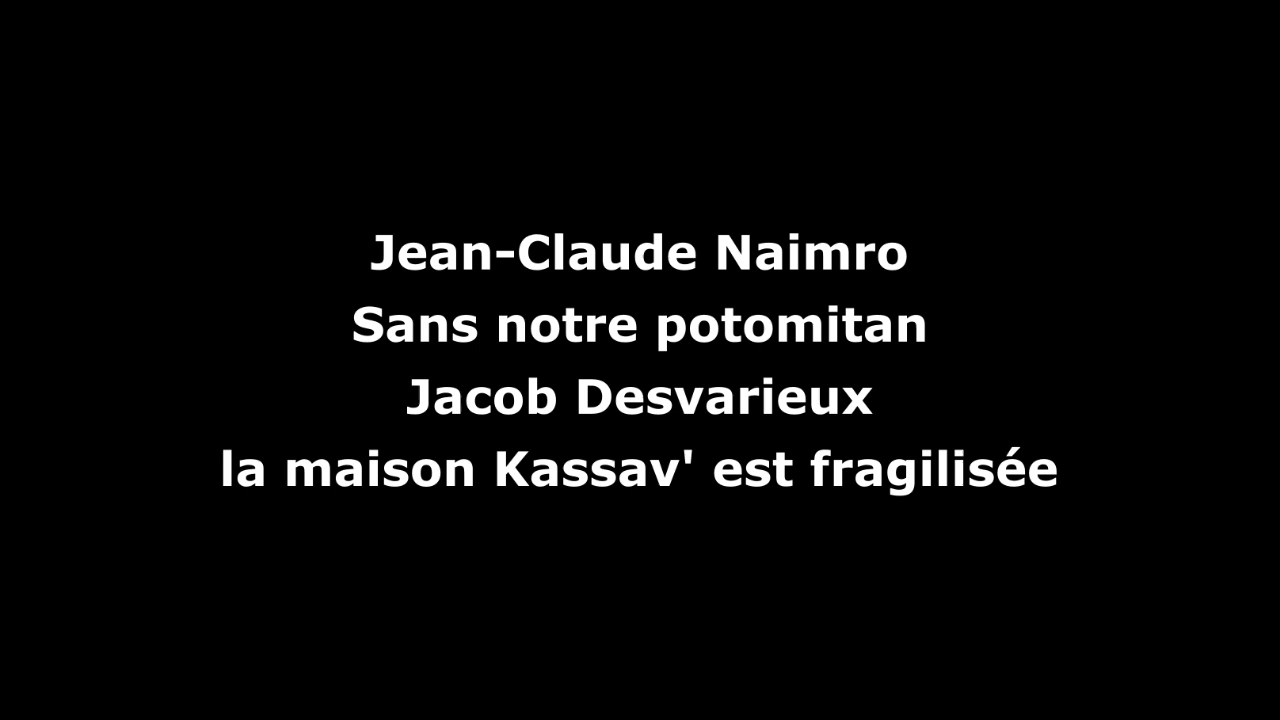 Jean-Claude Naimro
Sans notre potomitan
Jacob Desvarieux
la maison Kassav' est fragilisée